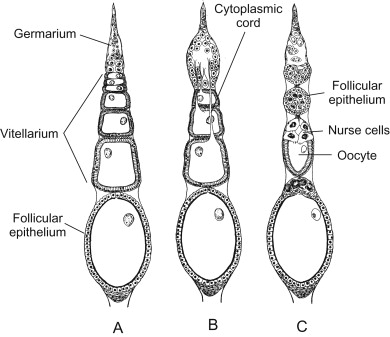 Germarium
Vitellarium
Follicular
epithelium
Cytoplasmic
cord
Follicular
epithelium
Nurse cells
Oocyte
A
B
C